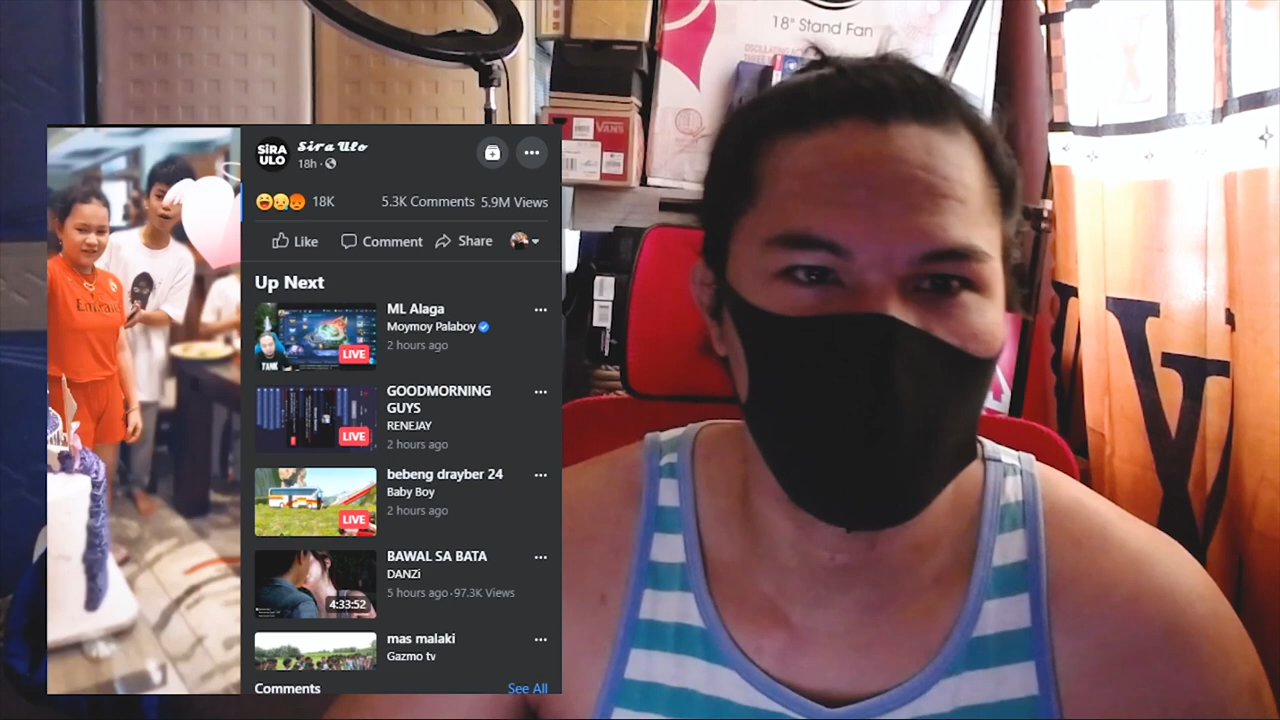 18" Stand Fan
VANS
SiRA
ULO
𝓢𝓲𝓻𝓪 𝓤𝓵𝓸
18h ·
18K
5.3K Comments
5.9M Views
Like
Comment
Share
Up Next
ML Alaga
Moymoy Palaboy
2 hours ago
LIVE
GOODMORNING
GUYS
RENEJAY
2 hours ago
LIVE
bebeng drayber 24
Baby Boy
2 hours ago
LIVE
BAWAL SA BATA
DANZi
5 hours ago · 97.3K Views
4:33:52
mas malaki
Gazmo tv
Comments
See All